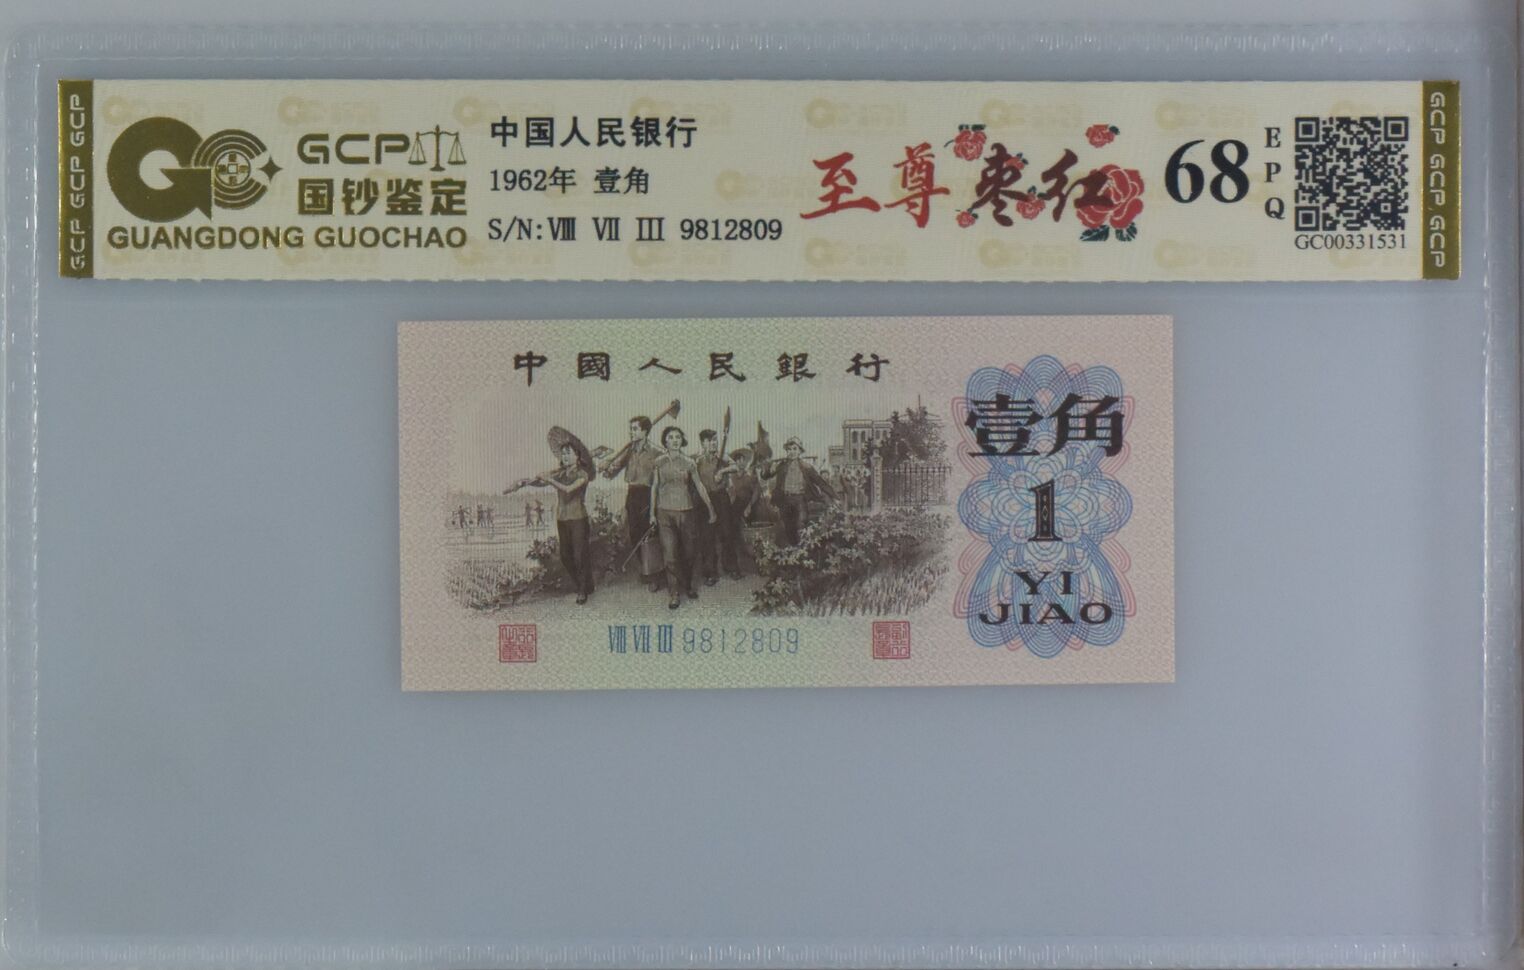 GCP
国钞鉴定
GUANGDONG GUOCHAO
中国人民银行
1962年 壹角
S/N:Ⅷ Ⅶ Ⅲ 9812809
至尊枣红
68
EPQ
GC00331531
GCP GCP GCP
GCP GCP GCP
中國人民銀行
壹角
1
YI
JIAO
Ⅷ Ⅶ Ⅲ 9812809